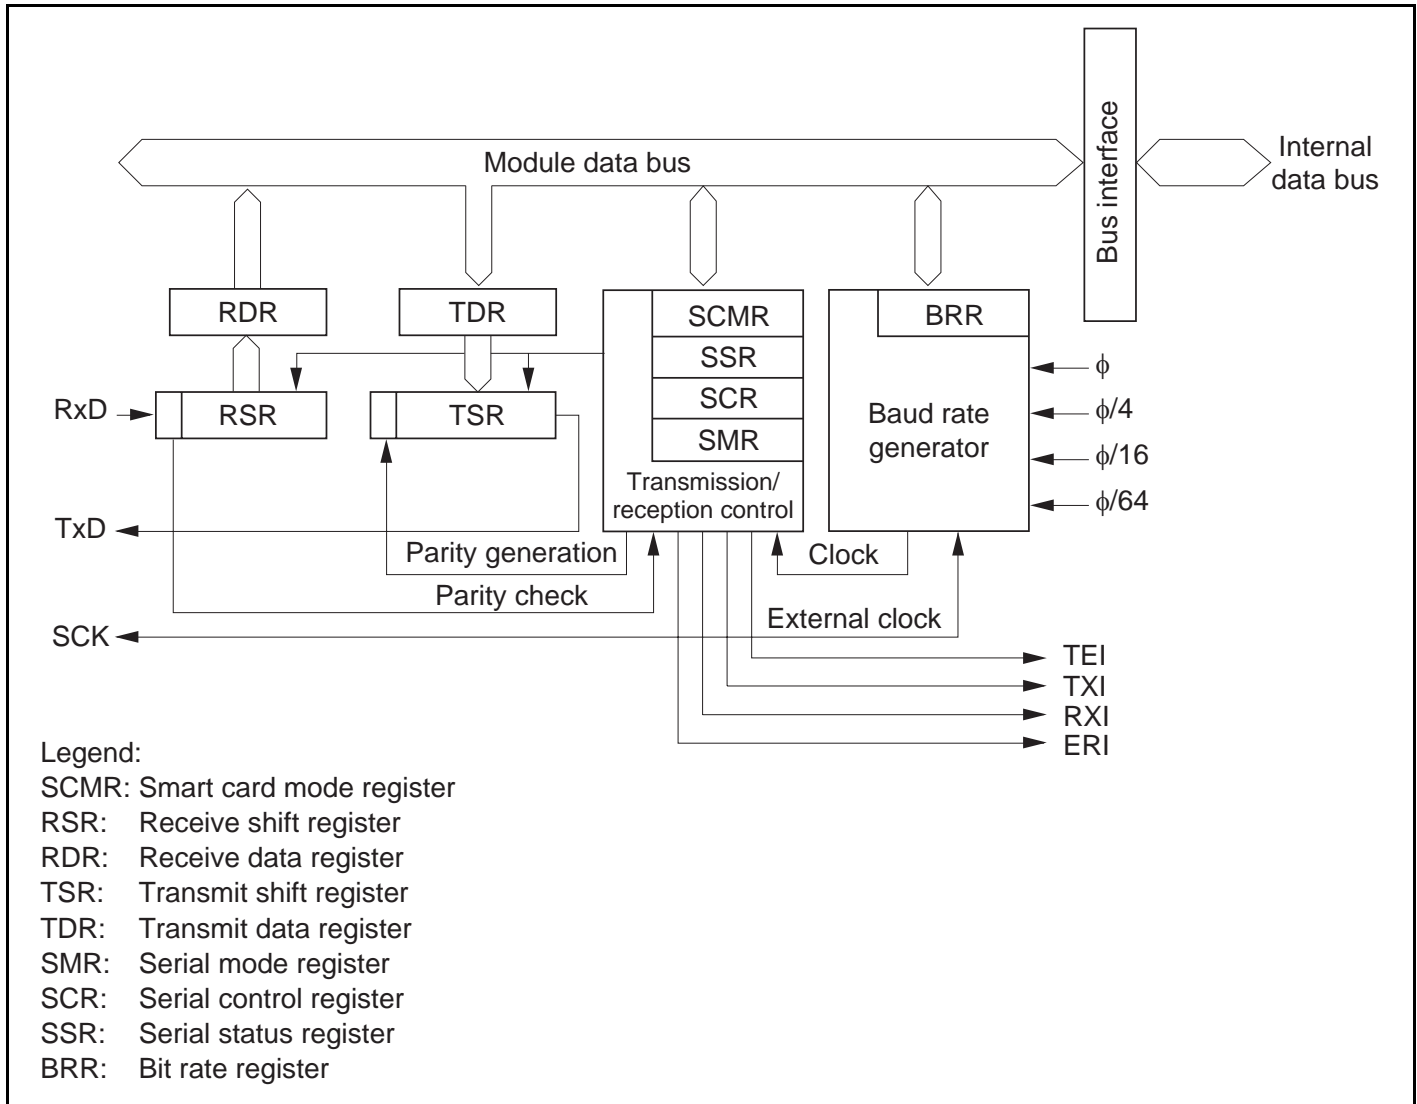 Module data bus
Bus interface
Internal
data bus
RDR
TDR
SCMR
BRR
SSR
SCR
SMR
RxD
RSR
TSR
Transmission/
reception control
Baud rate
generator
ϕ
ϕ/4
ϕ/16
ϕ/64
TxD
Parity generation
Clock
Parity check
SCK
External clock
TEI
TXI
RXI
ERI
Legend:
SCMR: Smart card mode register
RSR: Receive shift register
RDR: Receive data register
TSR: Transmit shift register
TDR: Transmit data register
SMR: Serial mode register
SCR: Serial control register
SSR: Serial status register
BRR: Bit rate register